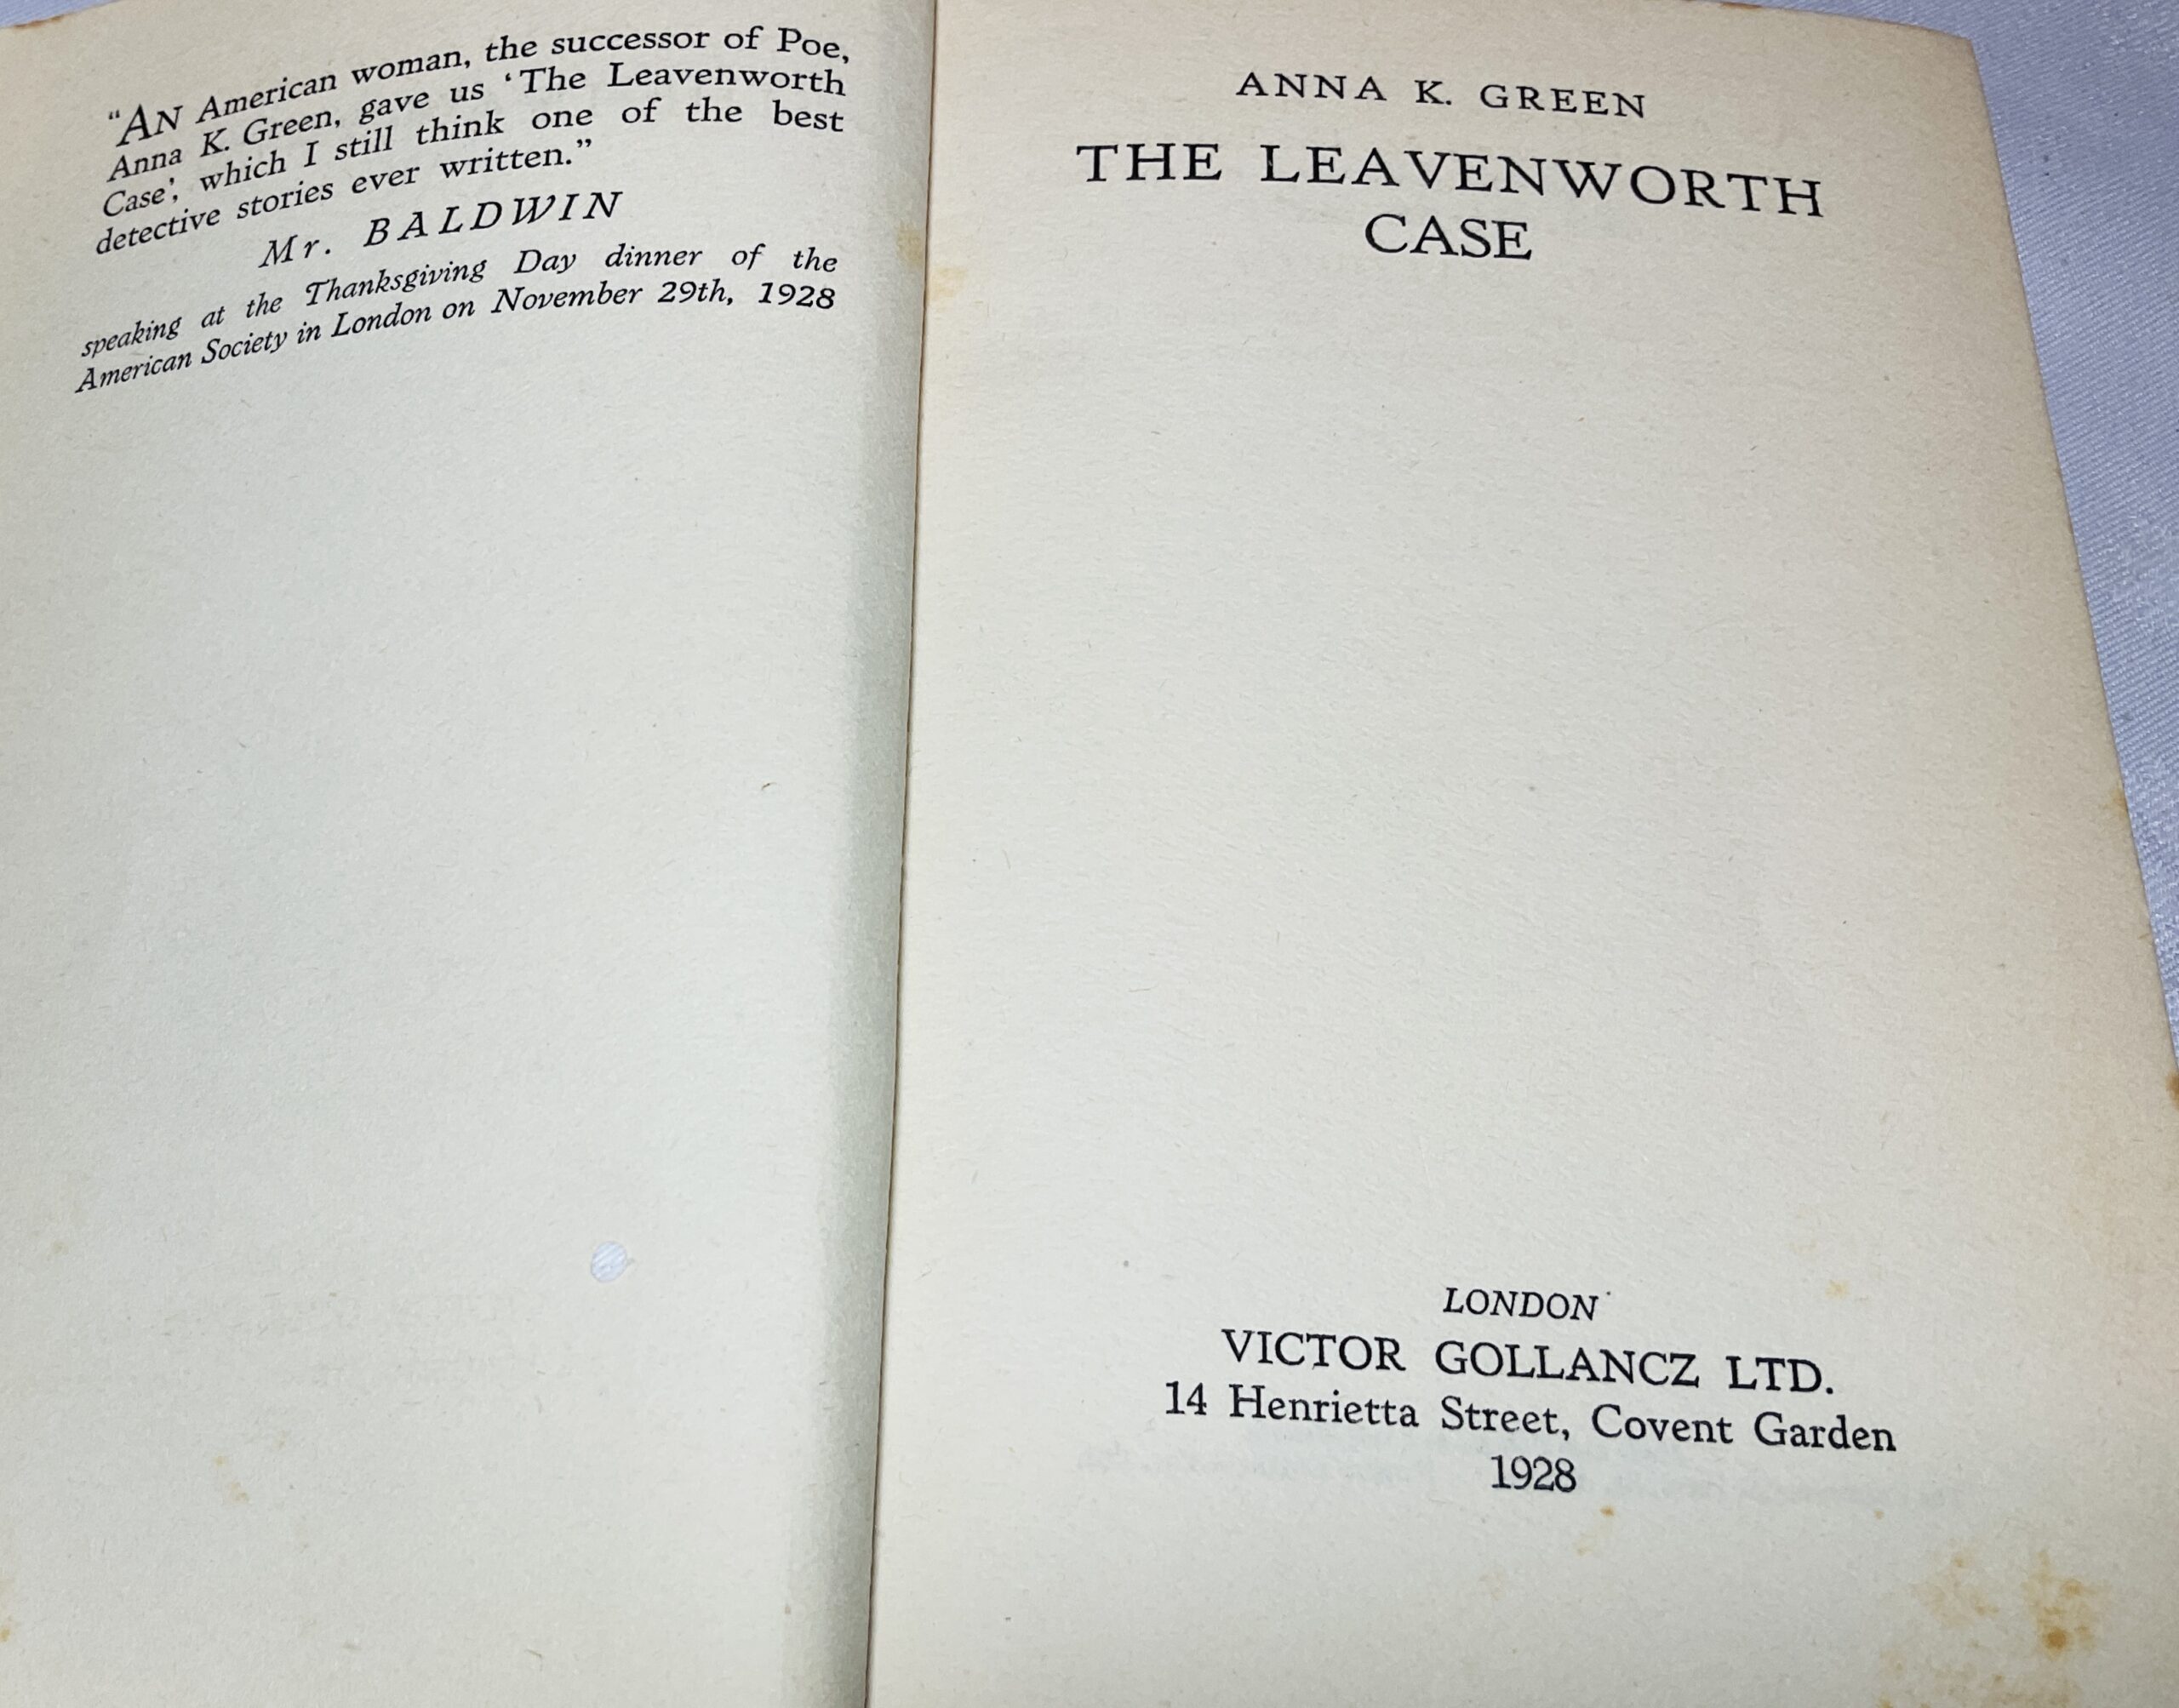 "AN American woman, the successor of Poe,
Anna K. Green, gave us 'The Leavenworth
Case', which I still think one of the best
detective stories ever written."
Mr. BALDWIN
speaking at the Thanksgiving Day dinner of the
American Society in London on November 29th, 1928
ANNA K. GREEN
THE LEAVENWORTH
CASE
LONDON
VICTOR GOLLANCZ LTD.
14 Henrietta Street, Covent Garden
1928